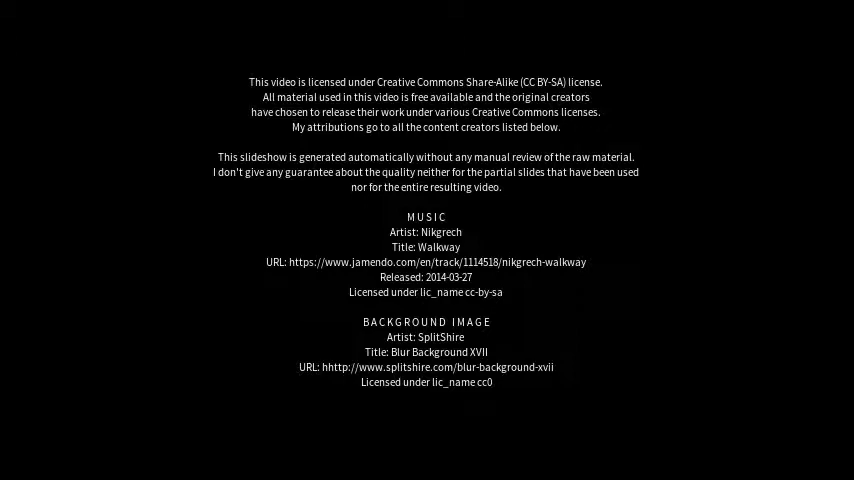 This video is licensed under Creative Commons Share-Alike (CC BY-SA) license.
All material used in this video is free available and the original creators
have chosen to release their work under various Creative Commons licenses.
My attributions go to all the content creators listed below.
This slideshow is generated automatically without any manual review of the raw material.
I don't give any guarantee about the quality neither for the partial slides that have been used
nor for the entire resulting video.
MUSIC
Artist: Nikgrech
Title: Walkway
URL: https://www.jamendo.com/en/track/1114518/nikgrech-walkway
Released: 2014-03-27
Licensed under lic_name cc-by-sa
BACKGROUND IMAGE
Artist: SplitShire
Title: Blur Background XVII
URL: hhttp://www.splitshire.com/blur-background-xvii
Licensed under lic_name cc0